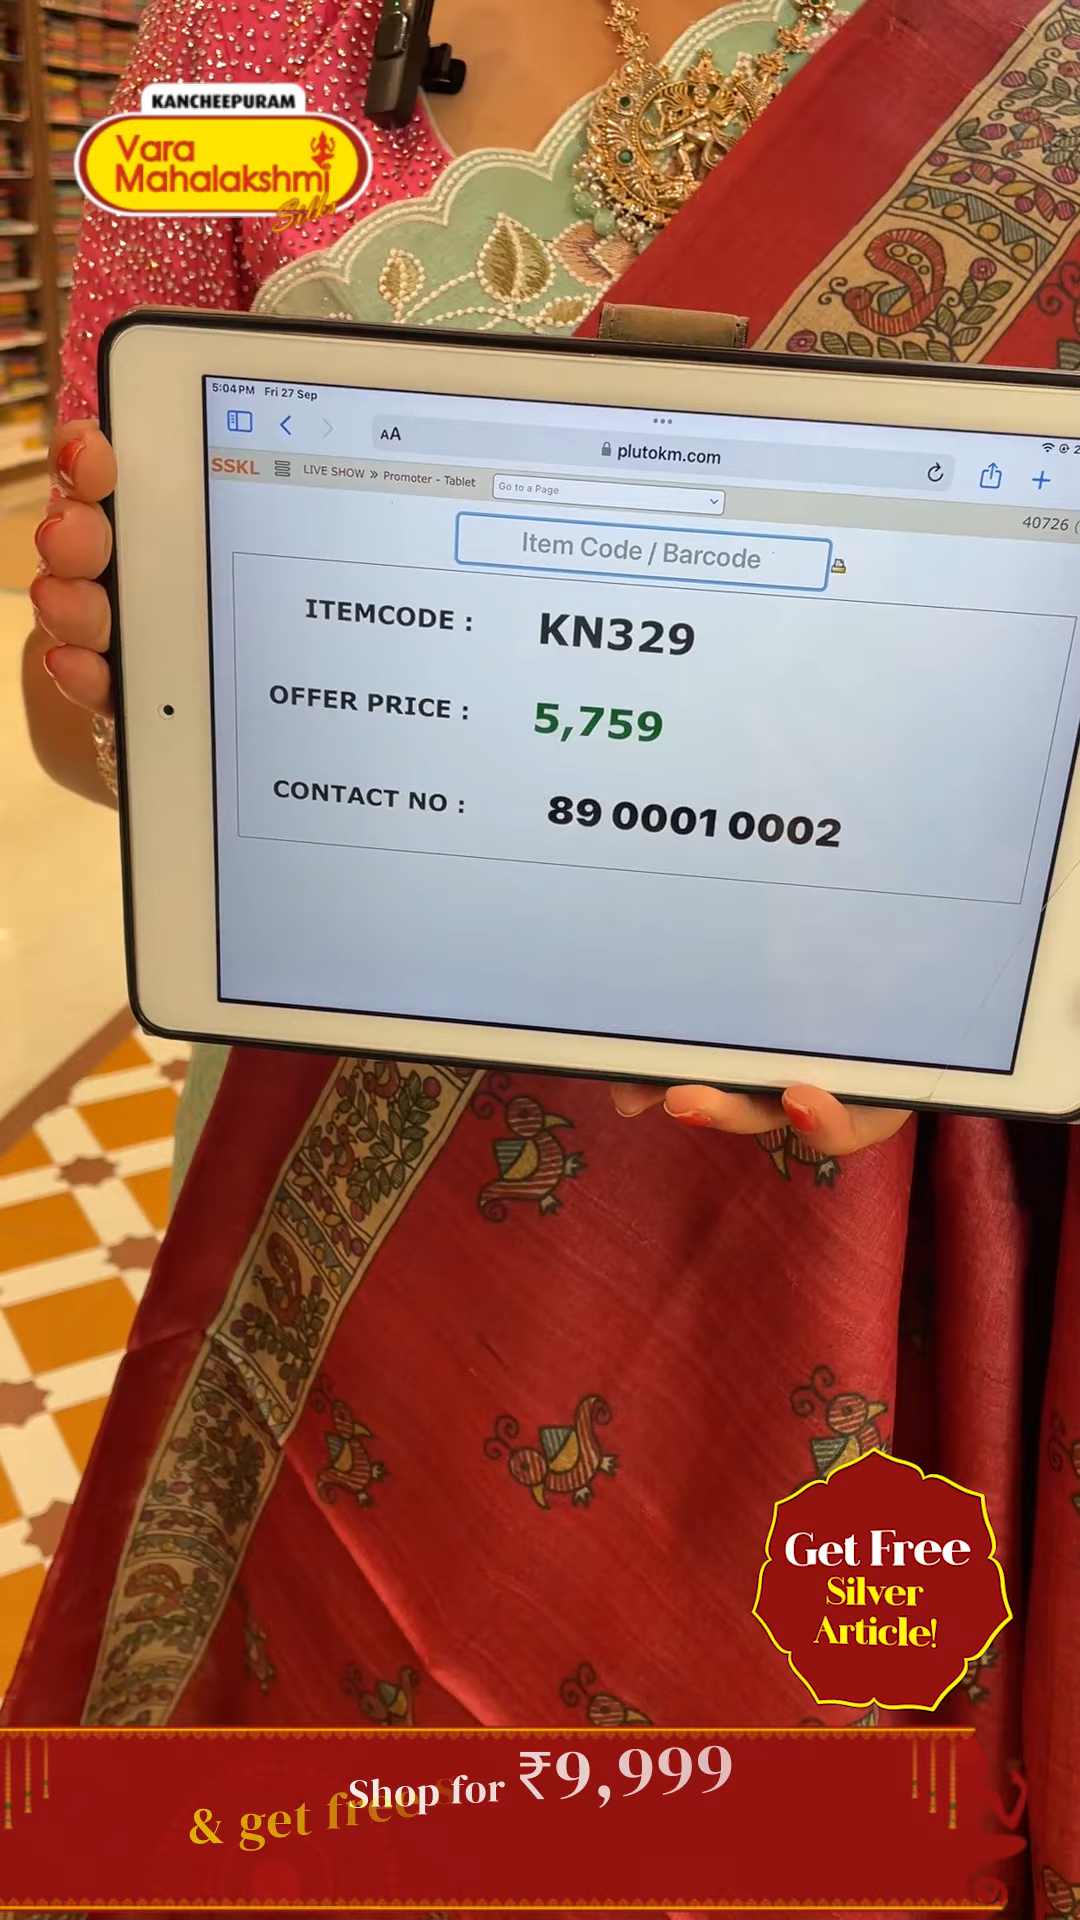 KANCHEEPURAM
Vara
Mahalakshmi
Silks
5:04 PM Fri 27 Sep
AA
plutokm.com
SSKL LIVE SHOW » Promoter - Tablet
Go to a Page
40726 (
Item Code / Barcode
ITEMCODE : KN329
OFFER PRICE : 5,759
CONTACT NO : 89 0001 0002
Get Free
Silver
Article!
Shop for ₹9,999
& get free